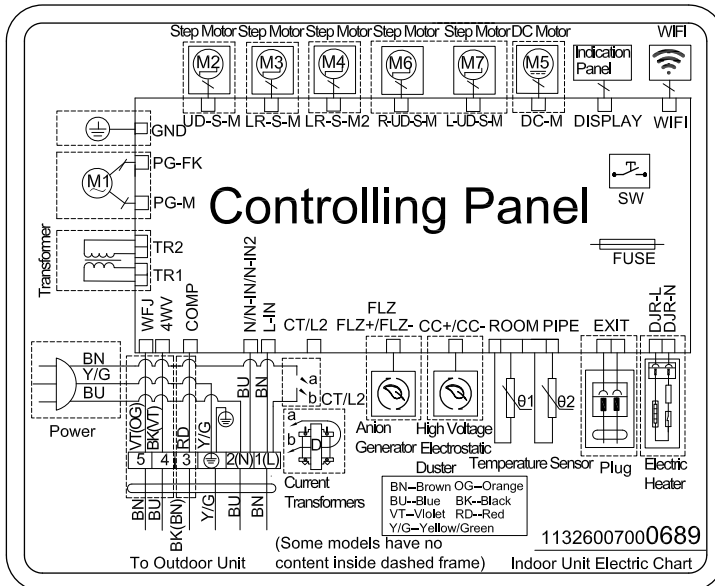 Step Motor Step Motor Step Motor Step Motor Step Motor DC Motor WIFI
M2 M3 M4 M6 M7 M5 Indication Panel
UD-S-M LR-S-M LR-S-M2 R-UD-S-M L-UD-S-M DC-M DISPLAY WIFI
GND
PG-FK
M1
PG-M
SW
Controlling Panel
Transformer
TR2
TR1
FUSE
WFJ
4WV
COMP
N/N-IN/N-IN2
L-IN
CT/L2
FLZ
FLZ+/FLZ-
CC+/CC-
ROOM
PIPE
EXIT
DJR-L
DJR-N
BN
Y/G
BU
Power
VT(OG)
BK(VT)
RD
Y/G
BU
BN
a
b
CT/L2
a
b
D
5 4 3 2(N) 1(L)
BN
BU
BK(BN)
Y/G
BU
BN
Current
Transformers
Anion
Generator
High Voltage
Electrostatic
Duster
θ1
θ2
Temperature Sensor
Plug
Electric
Heater
BN--Brown OG--Orange
BU--Blue BK--Black
VT--Violet RD--Red
Y/G--Yellow/Green
To Outdoor Unit
(Some models have no
content inside dashed frame)
11326007000689
Indoor Unit Electric Chart